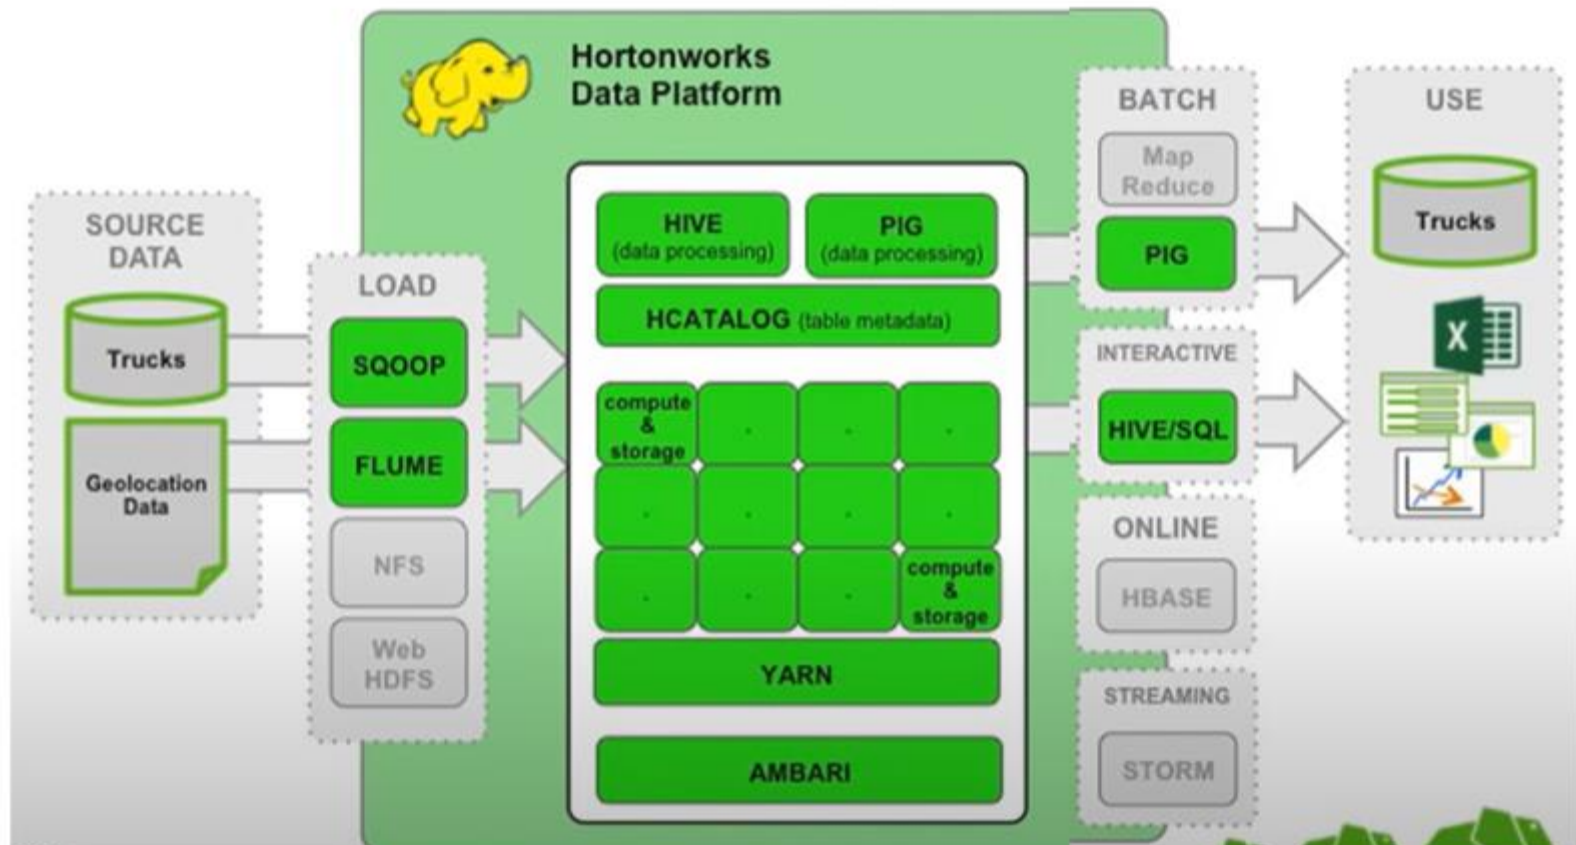 Hortonworks
Data Platform
SOURCE
DATA
Trucks
Geolocation
Data
LOAD
SQOOP
FLUME
NFS
Web
HDFS
HIVE
(data processing)
PIG
(data processing)
HCATALOG (table metadata)
compute
&
storage
.
.
.
.
.
.
.
.
.
.
compute
&
storage
YARN
AMBARI
BATCH
Map
Reduce
PIG
INTERACTIVE
HIVE/SQL
ONLINE
HBASE
STREAMING
STORM
USE
Trucks
X